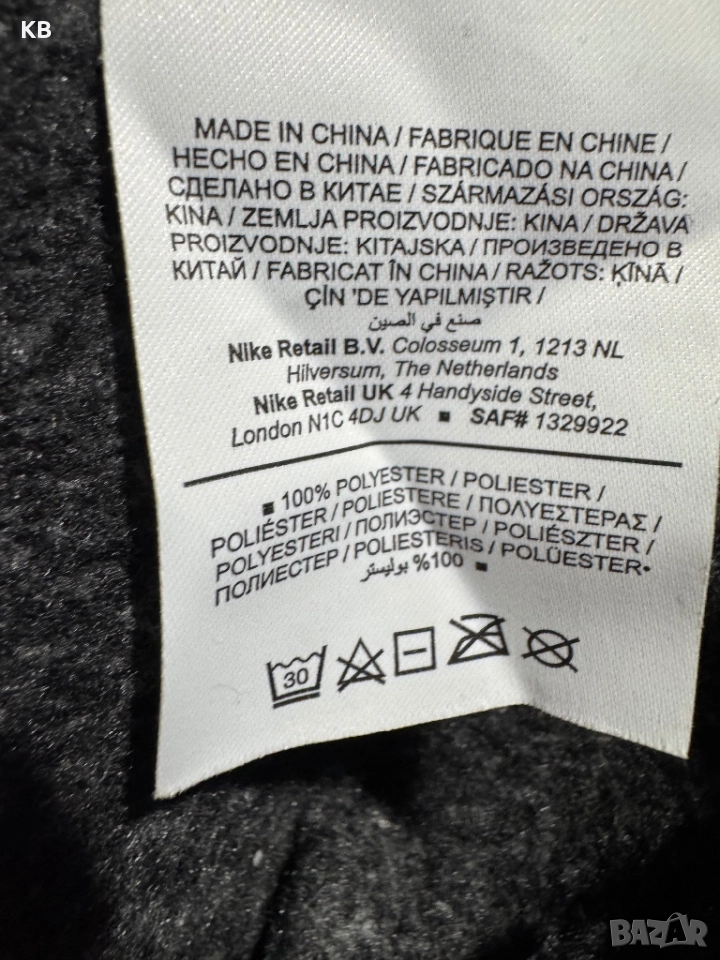 KB
MADE IN CHINA / FABRIQUE EN CHINE /
HECHO EN CHINA / FABRICADO NA CHINA /
СДЕЛАНО В КИТАЕ / SZÁRMAZÁSI ORSZÁG:
KINA / ZEMLJA PROIZVODNJE: KINA / DRŽAVA
PROIZVODNJE: KITAJSKA / ПРОИЗВЕДЕНО В
КИТАЙ / FABRICAT ÎN CHINA / RAŽOTS: ĶĪNĀ /
ÇİN 'DE YAPILMIŞTIR /
صنع في الصين
Nike Retail B.V. Colosseum 1, 1213 NL
Hilversum, The Netherlands
Nike Retail UK 4 Handyside Street,
London N1C 4DJ UK ■ SAF# 1329922
■ 100% POLYESTER / POLIESTER /
POLIÉSTER / POLIESTERE / ΠΟΛΥΕΣΤΕΡΑΣ /
POLYESTERI / ПОЛИЭСТЕР / POLIÉSZTER /
ПОЛИЕСТЕР / POLIESTERIS / POLÜESTER•
100% بوليستر ■
30
BAZAR